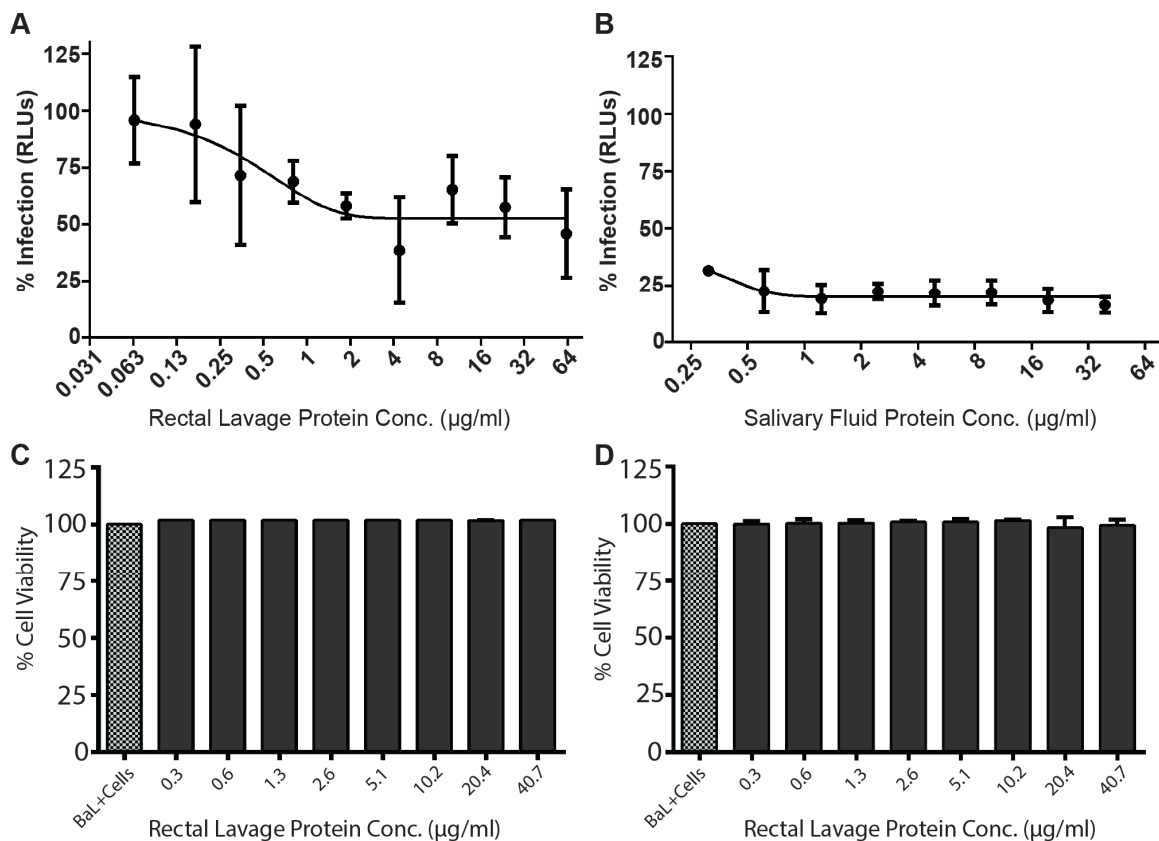 A
% Infection (RLUs)
125
100
75
50
25
0
0.031 0.063 0.13 0.25 0.5 1 2 4 8 16 32 64
Rectal Lavage Protein Conc. (µg/ml)
B
% Infection (RLUs)
125
100
75
50
25
0
0.25 0.5 1 2 4 8 16 32 64
Salivary Fluid Protein Conc. (µg/ml)
C
% Cell Viability
125
100
75
50
25
0
BaL+Cells 0.3 0.6 1.3 2.6 5.1 10.2 20.4 40.7
Rectal Lavage Protein Conc. (µg/ml)
D
% Cell Viability
125
100
75
50
25
0
BaL+Cells 0.3 0.6 1.3 2.6 5.1 10.2 20.4 40.7
Rectal Lavage Protein Conc. (µg/ml)